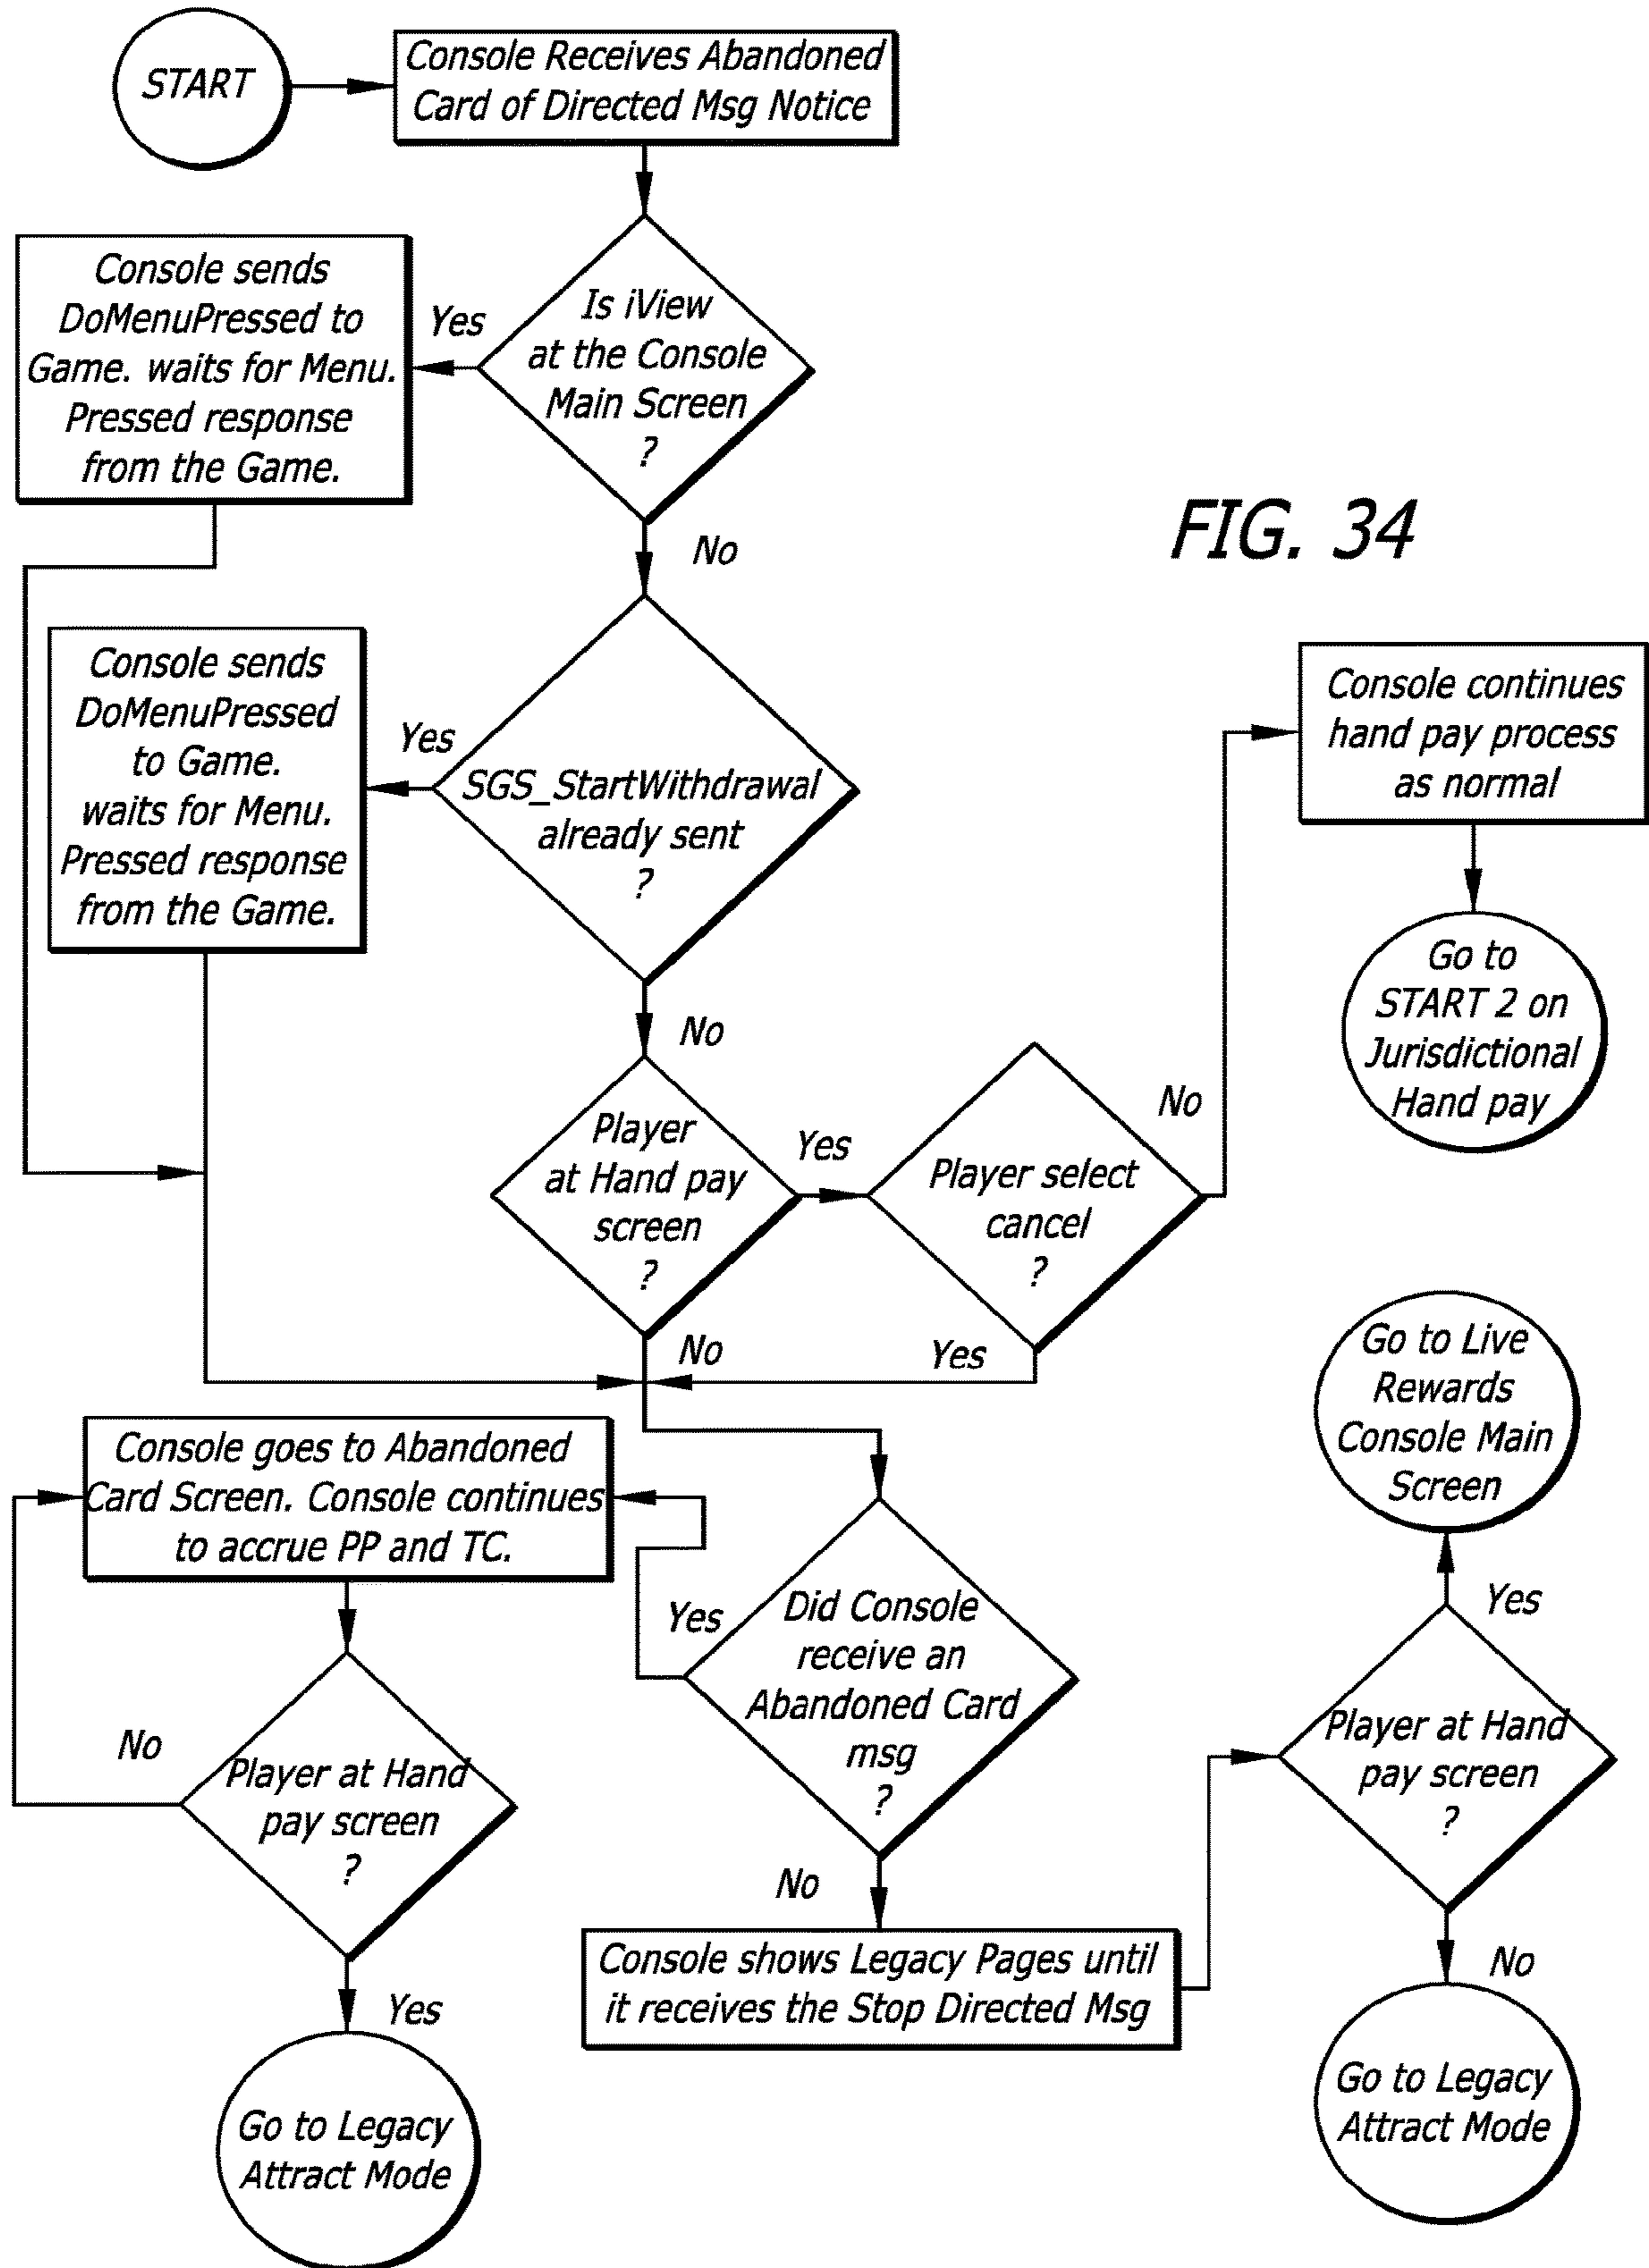 START
Console Receives Abandoned
Card of Directed Msg Notice
Console sends
DoMenuPressed to
Game. waits for Menu.
Pressed response
from the Game.
Yes
Is iView
at the Console
Main Screen
?
No
FIG. 34
Console sends
DoMenuPressed
to Game.
waits for Menu.
Pressed response
from the Game.
Yes
SGS_StartWithdrawal
already sent
?
No
Console continues
hand pay process
as normal
Go to
START 2 on
Jurisdictional
Hand pay
Player
at Hand pay
screen
?
Yes
No
Player select
cancel
?
No
Yes
Console goes to Abandoned
Card Screen. Console continues
to accrue PP and TC.
Yes
Did Console
receive an
Abandoned Card
msg
?
No
No
Player at Hand
pay screen
?
Yes
Go to Legacy
Attract Mode
Console shows Legacy Pages until
it receives the Stop Directed Msg
Go to Live
Rewards
Console Main
Screen
Yes
Player at Hand
pay screen
?
No
Go to Legacy
Attract Mode